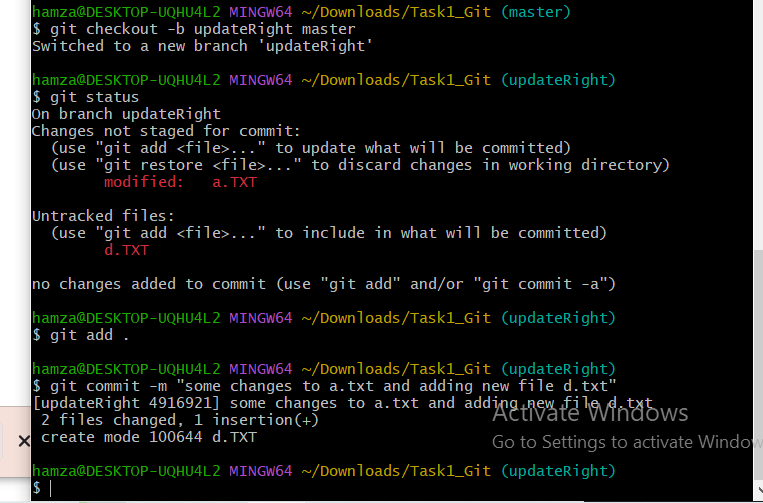 hamza@DESKTOP-UQHU4L2 MINGW64 ~/Downloads/Task1_Git (master)
$ git checkout -b updateRight master
Switched to a new branch 'updateRight'

hamza@DESKTOP-UQHU4L2 MINGW64 ~/Downloads/Task1_Git (updateRight)
$ git status
On branch updateRight
Changes not staged for commit:
  (use "git add <file>..." to update what will be committed)
  (use "git restore <file>..." to discard changes in working directory)
        modified:   a.TXT

Untracked files:
  (use "git add <file>..." to include in what will be committed)
        d.TXT

no changes added to commit (use "git add" and/or "git commit -a")

hamza@DESKTOP-UQHU4L2 MINGW64 ~/Downloads/Task1_Git (updateRight)
$ git add .

hamza@DESKTOP-UQHU4L2 MINGW64 ~/Downloads/Task1_Git (updateRight)
$ git commit -m "some changes to a.txt and adding new file d.txt"
[updateRight 4916921] some changes to a.txt and adding new file d.txt
 2 files changed, 1 insertion(+)
 create mode 100644 d.TXT

hamza@DESKTOP-UQHU4L2 MINGW64 ~/Downloads/Task1_Git (updateRight)
$
Activate Windows
Go to Settings to activate Window